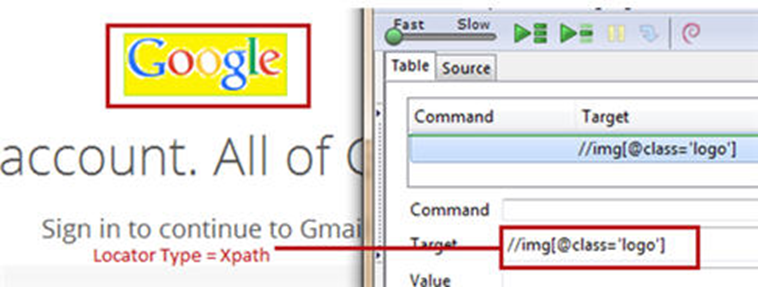 Google
account. All of
Sign in to continue to Gmai
Locator Type = Xpath
Fast Slow
Table Source
Command Target
//img[@class='logo']
Command
Target //img[@class='logo']
Value